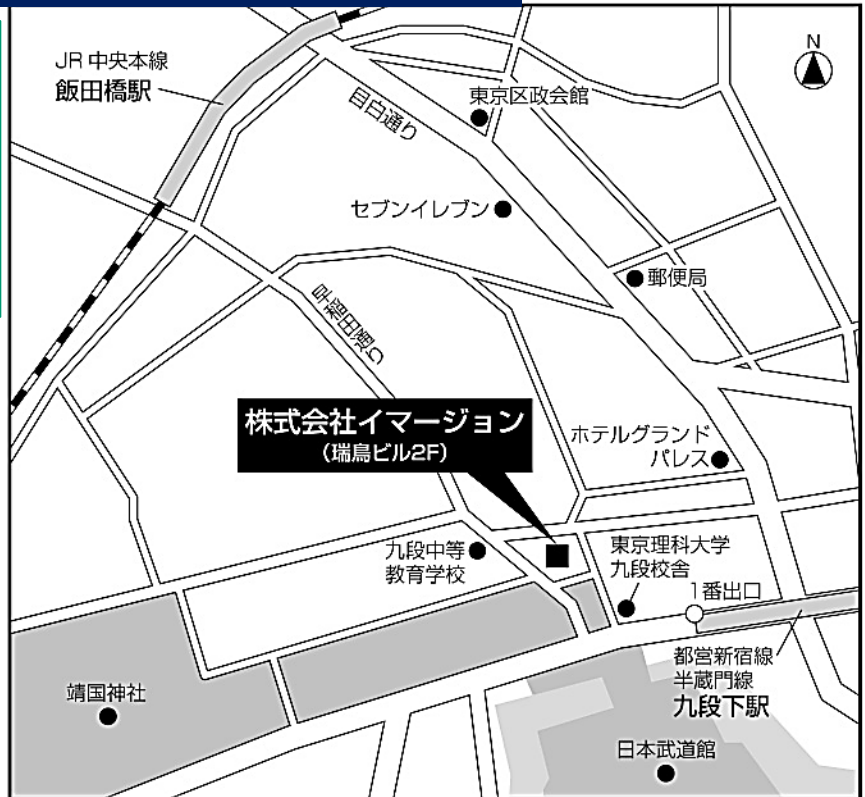 JR 中央本線
飯田橋駅
N
目白通り
東京区政会館
セブンイレブン
郵便局
早稲田通り
株式会社イマージョン
（瑞鳥ビル2F）
ホテルグランド
パレス
九段中等
教育学校
東京理科大学
九段校舎
1番出口
都営新宿線
半蔵門線
九段下駅
靖国神社
日本武道館